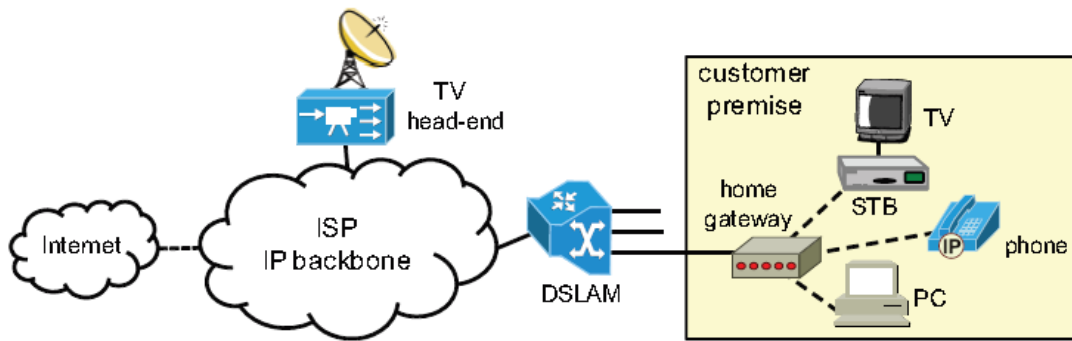 TV
head-end
Internet
ISP
IP backbone
DSLAM
customer
premise
TV
STB
home
gateway
IP
phone
PC